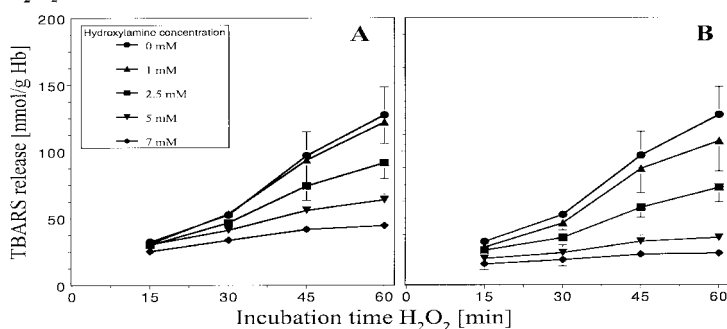 200
150
100
50
0
TBARS release [nmol/g Hb]
Hydroxylamine concentration
0 mM
1 mM
2.5 mM
5 mM
7 mM
A
B
0 15 30 45 60 0 15 30 45 60
Incubation time H₂O₂ [min]